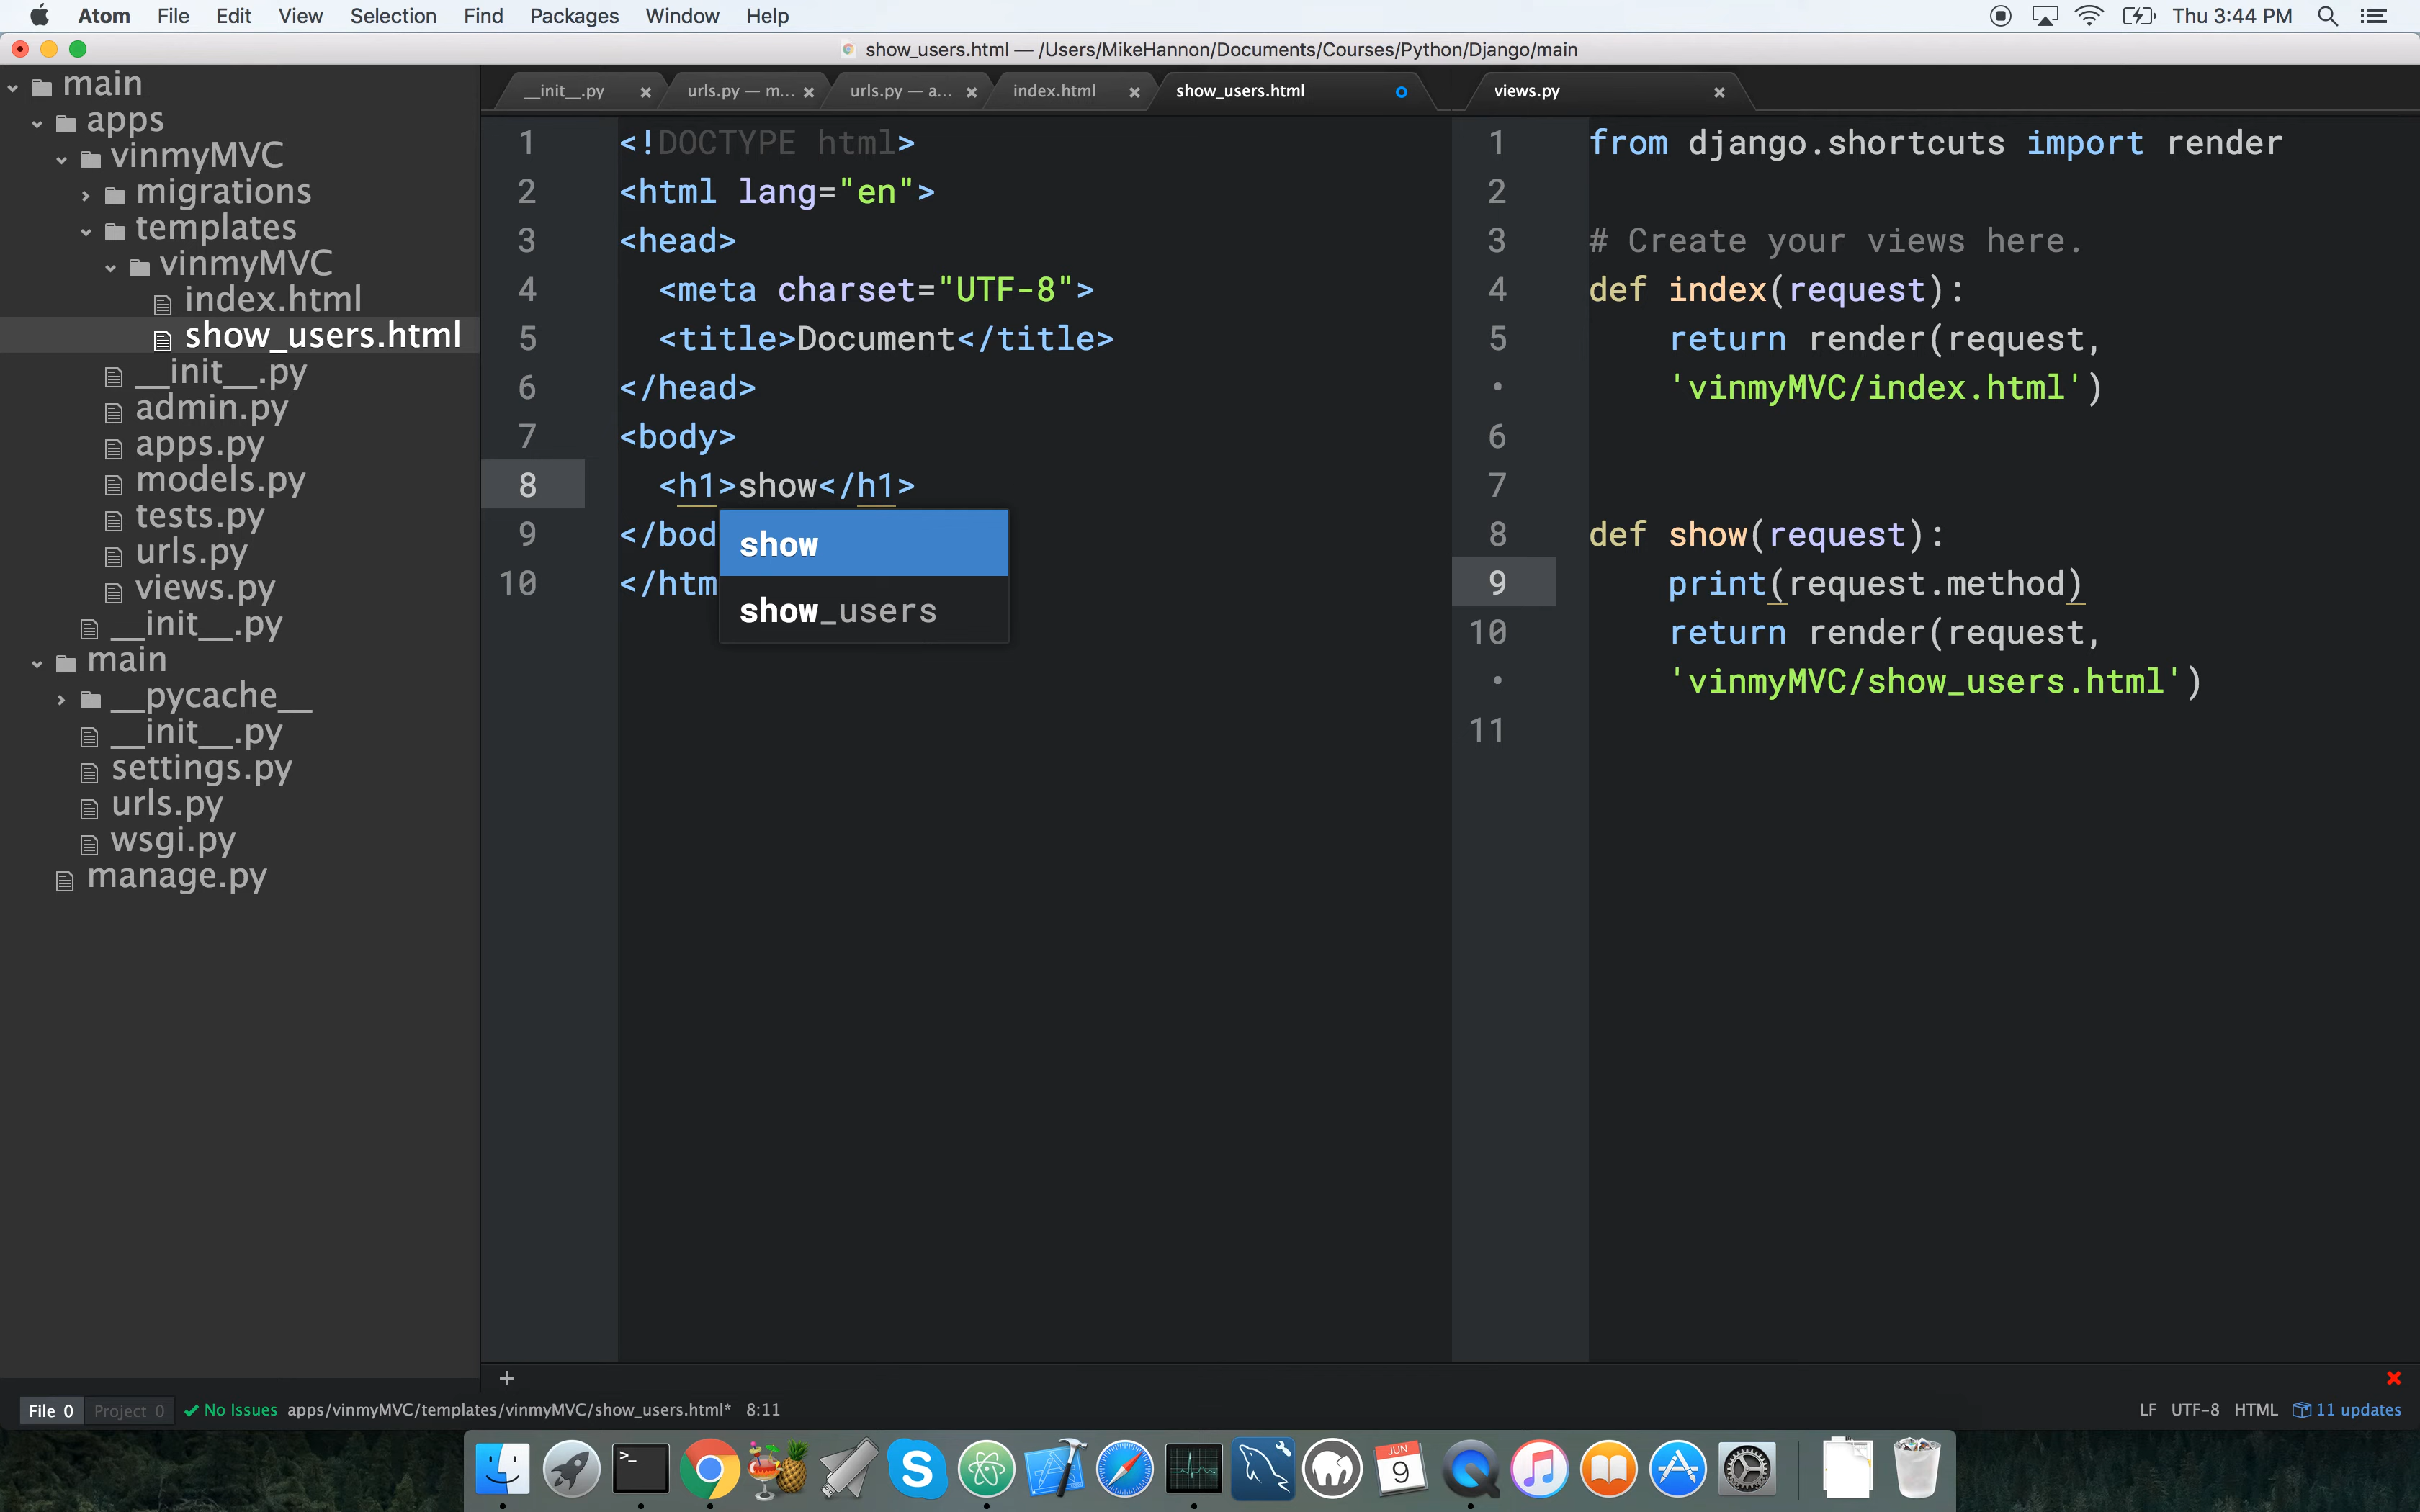 Atom File Edit View Selection Find Packages Window Help Thu 3:44 PM
show_users.html — /Users/MikeHannon/Documents/Courses/Python/Django/main
main
apps
vinmyMVC
migrations
templates
vinmyMVC
index.html
show_users.html
__init__.py
admin.py
apps.py
models.py
tests.py
urls.py
views.py
__init__.py
main
__pycache__
__init__.py
settings.py
urls.py
wsgi.py
manage.py
__init__.py urls.py — m... urls.py — a... index.html show_users.html
1 <!DOCTYPE html>
2 <html lang="en">
3 <head>
4 <meta charset="UTF-8">
5 <title>Document</title>
6 </head>
7 <body>
8 <h1>show</h1>
9 </bod
10 </htm
show
show_users
views.py
1 from django.shortcuts import render
2
3 # Create your views here.
4 def index(request):
5 return render(request,
• 'vinmyMVC/index.html')
6
7
8 def show(request):
9 print(request.method)
10 return render(request,
• 'vinmyMVC/show_users.html')
11
+
File 0 Project 0 No Issues apps/vinmyMVC/templates/vinmyMVC/show_users.html* 8:11 LF UTF-8 HTML 11 updates
>_
S
JUN
9